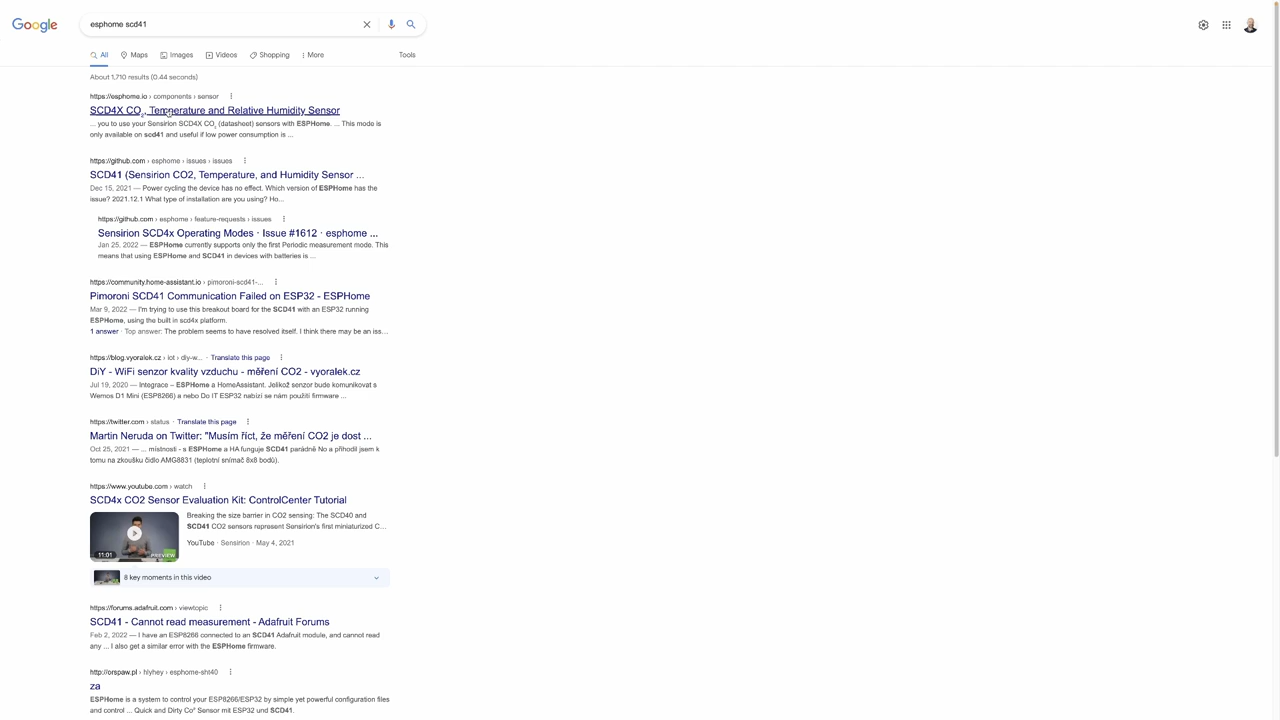 Google
esphome scd41
All
Maps
Images
Videos
Shopping
More
Tools
About 1,710 results (0.44 seconds)
https://esphome.io › components › sensor
SCD4X CO2, Temperature and Relative Humidity Sensor
... you to use your Sensirion SCD4X CO2 (datasheet) sensors with ESPHome. ... This mode is
only available on scd41 and useful if low power consumption is ...
https://github.com › esphome › issues › issues
SCD41 (Sensirion CO2, Temperature, and Humidity Sensor ...
Dec 15, 2021 — Power cycling the device has no effect. Which version of ESPHome has the
issue? 2021.12.1 What type of installation are you using? Ho...
https://github.com › esphome › feature-requests › issues
Sensirion SCD4x Operating Modes · Issue #1612 · esphome ...
Jan 25, 2022 — ESPHome currently supports only the first Periodic measurement mode. This
means that using ESPHome and SCD41 in devices with batteries is ...
https://community.home-assistant.io › pimoroni-scd41-...
Pimoroni SCD41 Communication Failed on ESP32 - ESPHome
Mar 9, 2022 — I'm trying to use this breakout board for the SCD41 with an ESP32 running
ESPHome, using the built in scd4x platform.
1 answer · Top answer: The problem seems to have resolved itself. I think there may be an iss...
https://blog.vyoralek.cz › iot › diy-w... · Translate this page
DiY - WiFi senzor kvality vzduchu - měření CO2 - vyoralek.cz
Jul 19, 2020 — Integrace – ESPHome a HomeAssistant. Jelikož senzor bude komunikovat s
Wemos D1 Mini (ESP8266) a nebo Do IT ESP32 nabízí se nám použití firmware ...
https://twitter.com › status · Translate this page
Martin Neruda on Twitter: "Musím říct, že měření CO2 je dost ...
Oct 25, 2021 — ... místnosti - s ESPHome a HA funguje SCD41 parádně No a přihodil jsem k
tomu na zkoušku čidlo AMG8831 (teplotní snímač 8x8 bodů).
https://www.youtube.com › watch
SCD4x CO2 Sensor Evaluation Kit: ControlCenter Tutorial
Breaking the size barrier in CO2 sensing: The SCD40 and
SCD41 CO2 sensors represent Sensirion's first miniaturized C...
YouTube · Sensirion · May 4, 2021
11:01
PREVIEW
8 key moments in this video
https://forums.adafruit.com › viewtopic
SCD41 - Cannot read measurement - Adafruit Forums
Feb 2, 2022 — I have an ESP8266 connected to an SCD41 Adafruit module, and cannot read
any ... I also get a similar error with the ESPHome firmware.
http://orspaw.pl › hlyhey › esphome-sht40
za
ESPHome is a system to control your ESP8266/ESP32 by simple yet powerful configuration files
and control ... Quick and Dirty Co² Sensor mit ESP32 und SCD41.